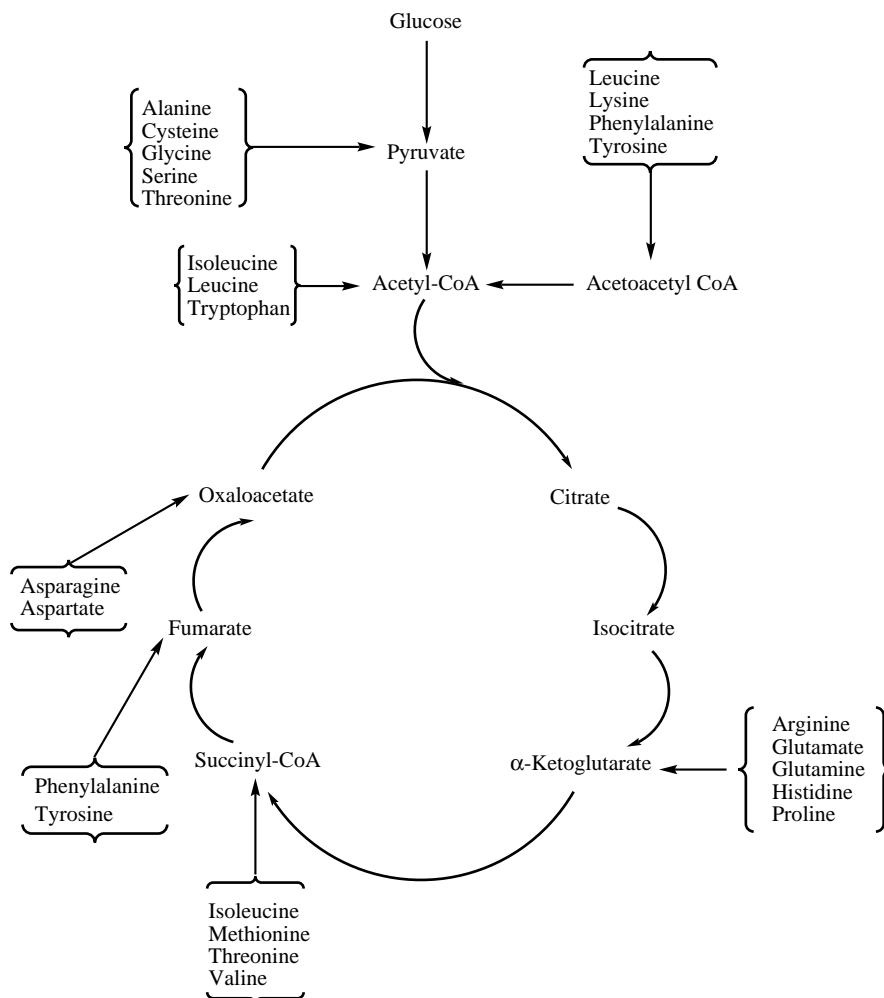 Glucose
Leucine
Lysine
Phenylalanine
Tyrosine
Alanine
Cysteine
Glycine
Serine
Threonine
Pyruvate
Isoleucine
Leucine
Tryptophan
Acetyl-CoA
Acetoacetyl CoA
Oxaloacetate
Citrate
Asparagine
Aspartate
Fumarate
Isocitrate
Succinyl-CoA
α-Ketoglutarate
Arginine
Glutamate
Glutamine
Histidine
Proline
Phenylalanine
Tyrosine
Isoleucine
Methionine
Threonine
Valine